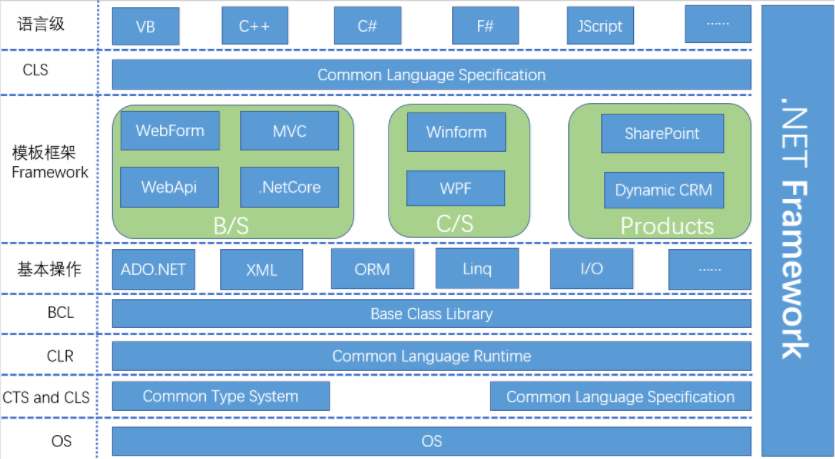 语言级
VB
C++
C#
F#
JScript
......
CLS
Common Language Specification
模板框架
Framework
WebForm
MVC
WebApi
.NetCore
B/S
Winform
WPF
C/S
SharePoint
Dynamic CRM
Products
基本操作
ADO.NET
XML
ORM
Linq
I/O
......
BCL
Base Class Library
CLR
Common Language Runtime
CTS and CLS
Common Type System
Common Language Specification
OS
OS
.NET Framework